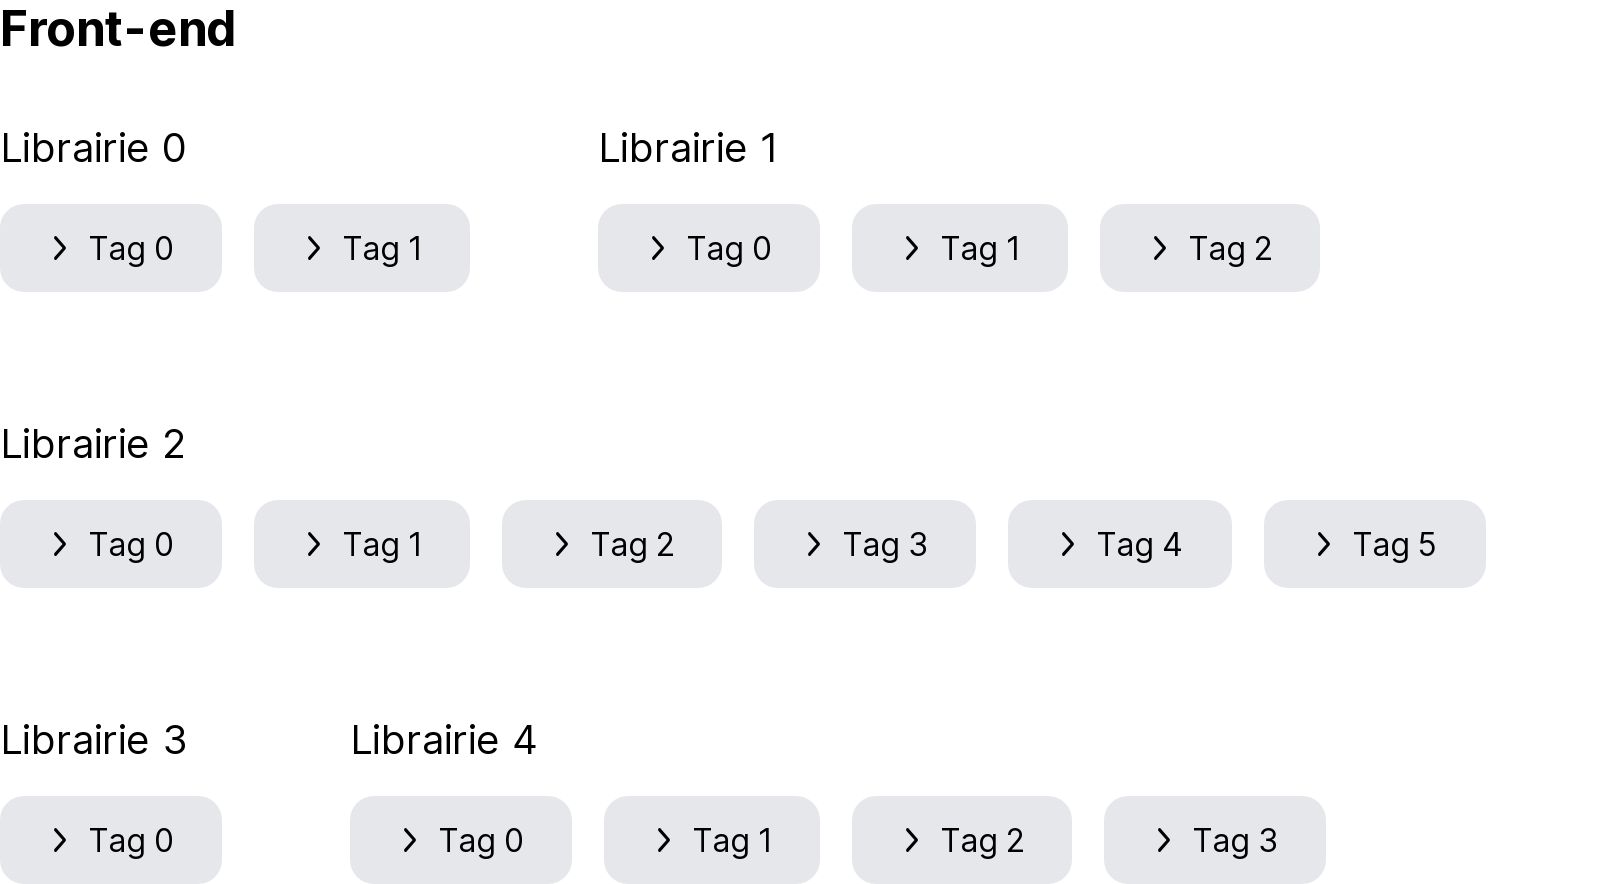 Front-end
Librairie 0
Librairie 1
Tag 0
Tag 1
Tag 0
Tag 1
Tag 2
Librairie 2
Tag 0
Tag 1
Tag 2
Tag 3
Tag 4
Tag 5
Librairie 3
Librairie 4
Tag 0
Tag 0
Tag 1
Tag 2
Tag 3